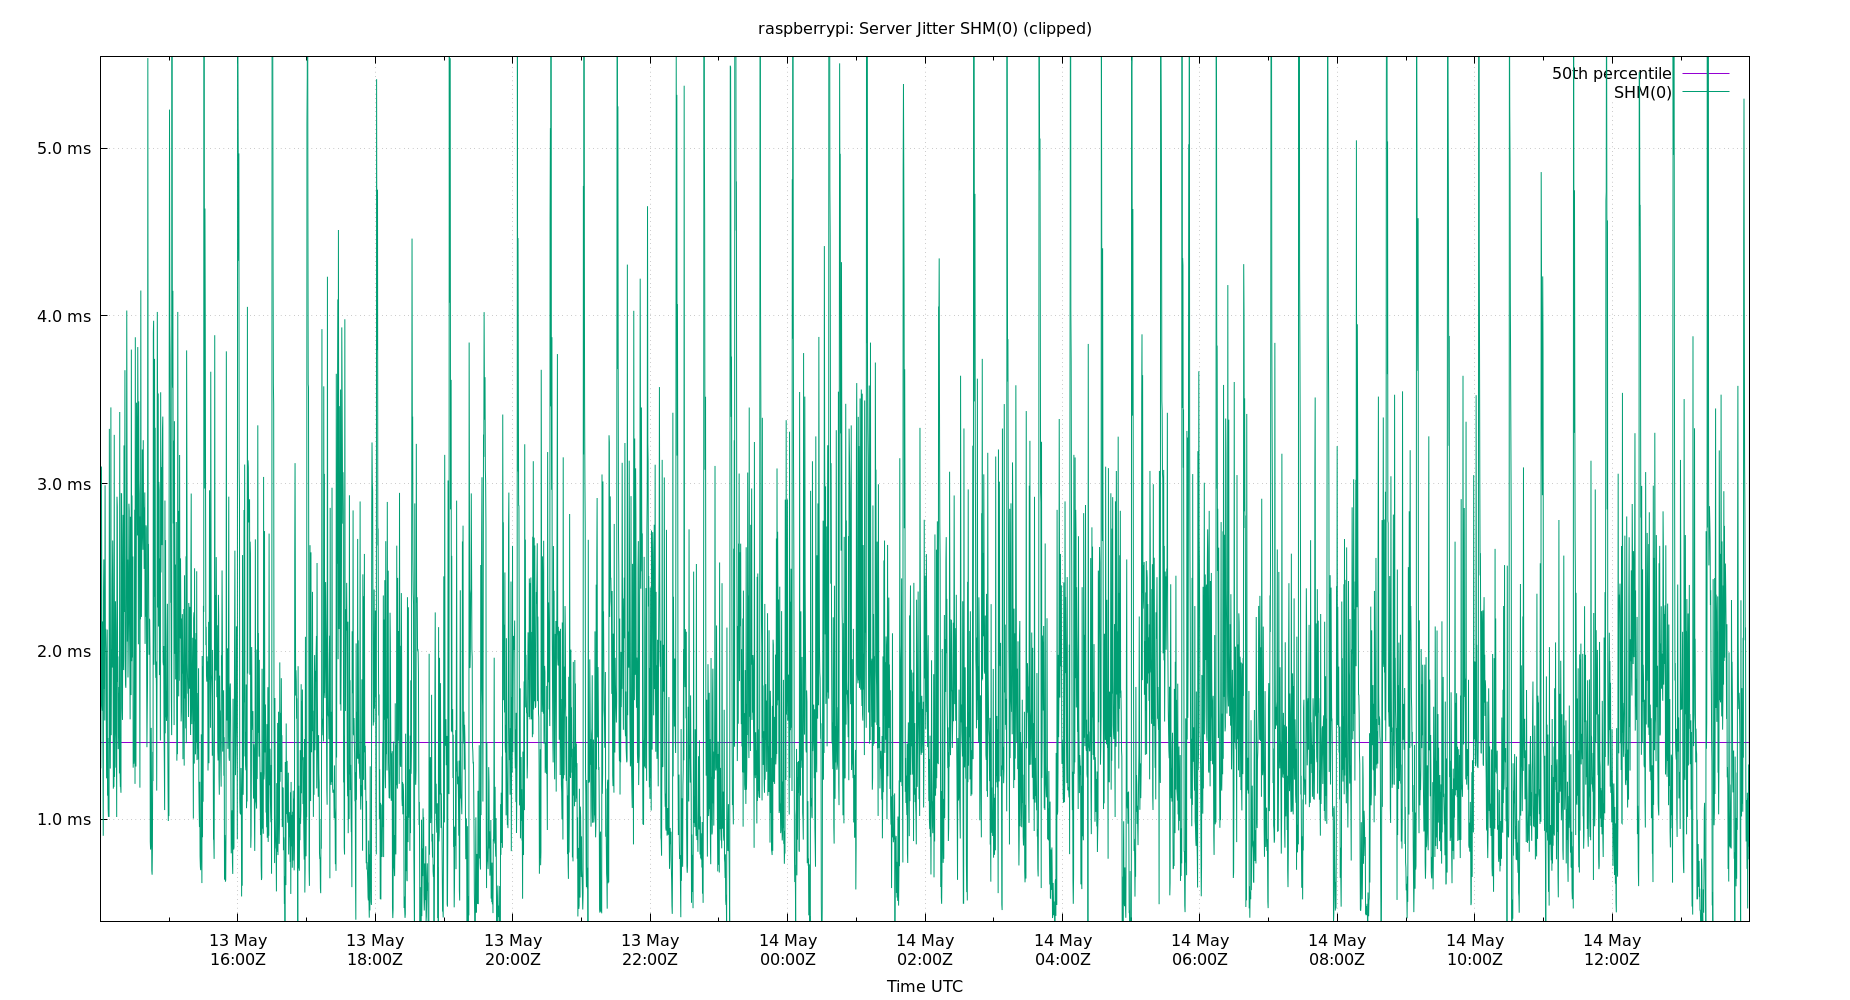 raspberrypi: Server Jitter SHM(0) (clipped)
50th percentile
SHM(0)
5.0 ms
4.0 ms
3.0 ms
2.0 ms
1.0 ms
13 May 13 May 13 May 13 May 14 May 14 May 14 May 14 May 14 May 14 May 14 May
16:00Z 18:00Z 20:00Z 22:00Z 00:00Z 02:00Z 04:00Z 06:00Z 08:00Z 10:00Z 12:00Z
Time UTC